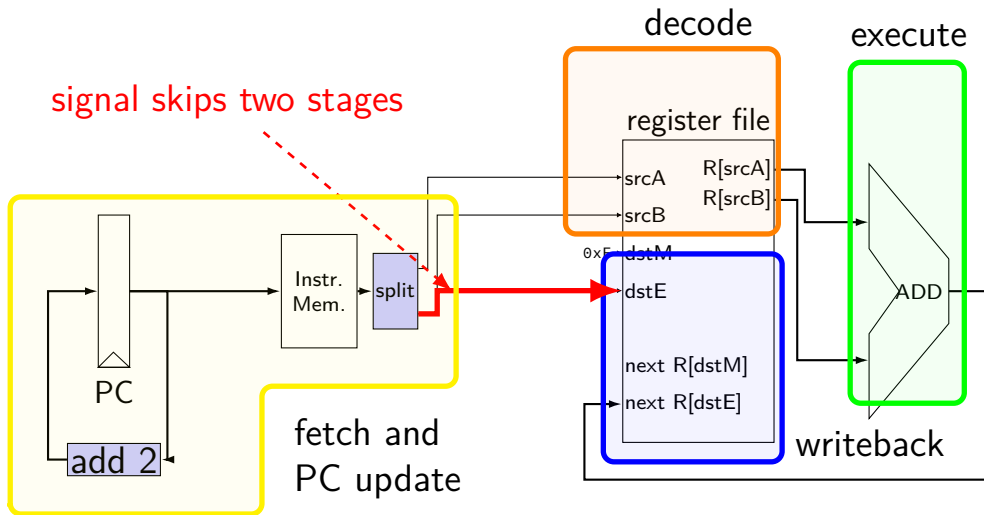 decode
execute
signal skips two stages
register file
srcA
R[srcA]
R[srcB]
srcB
0xF
dstM
Instr.
Mem.
split
dstE
ADD
PC
next R[dstM]
next R[dstE]
add 2
fetch and
PC update
writeback